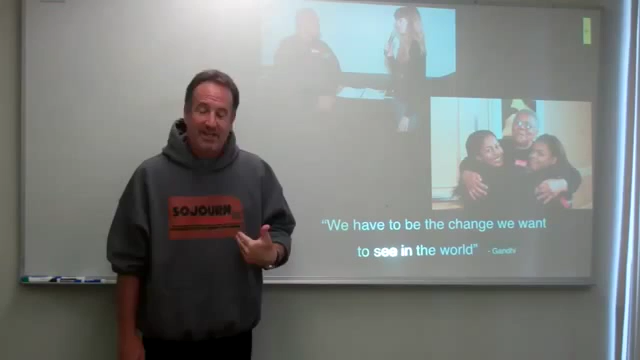 SOJOURN
“We have to be the change we want
to see in the world” - Gandhi